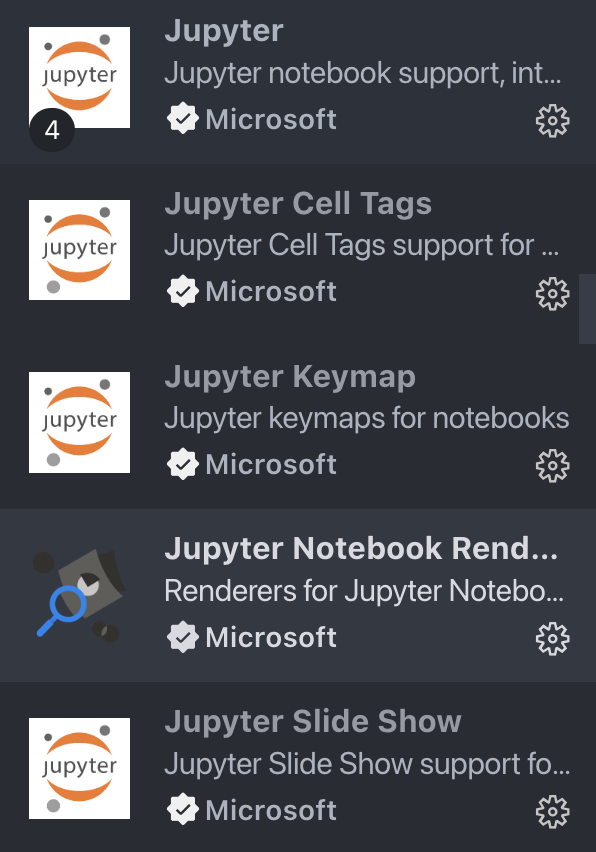 Jupyter
jupyter
Jupyter notebook support, int...
4
Microsoft
Jupyter Cell Tags
jupyter
Jupyter Cell Tags support for ...
Microsoft
Jupyter Keymap
jupyter
Jupyter keymaps for notebooks
Microsoft
Jupyter Notebook Rend...
Renderers for Jupyter Notebo...
Microsoft
Jupyter Slide Show
jupyter
Jupyter Slide Show support fo...
Microsoft